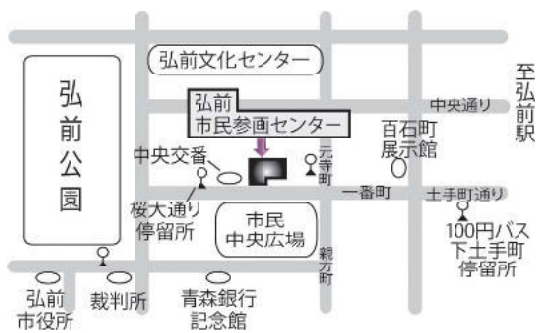 弘前文化センター
至弘前駅
弘前公園
弘前
市民参画センター
中央通り
百石町
展示館
中央交番
元寺町
一番町
土手町通り
桜大通り
停留所
市民
中央広場
100円バス
下土手町
停留所
親方町
弘前
市役所
裁判所
青森銀行
記念館